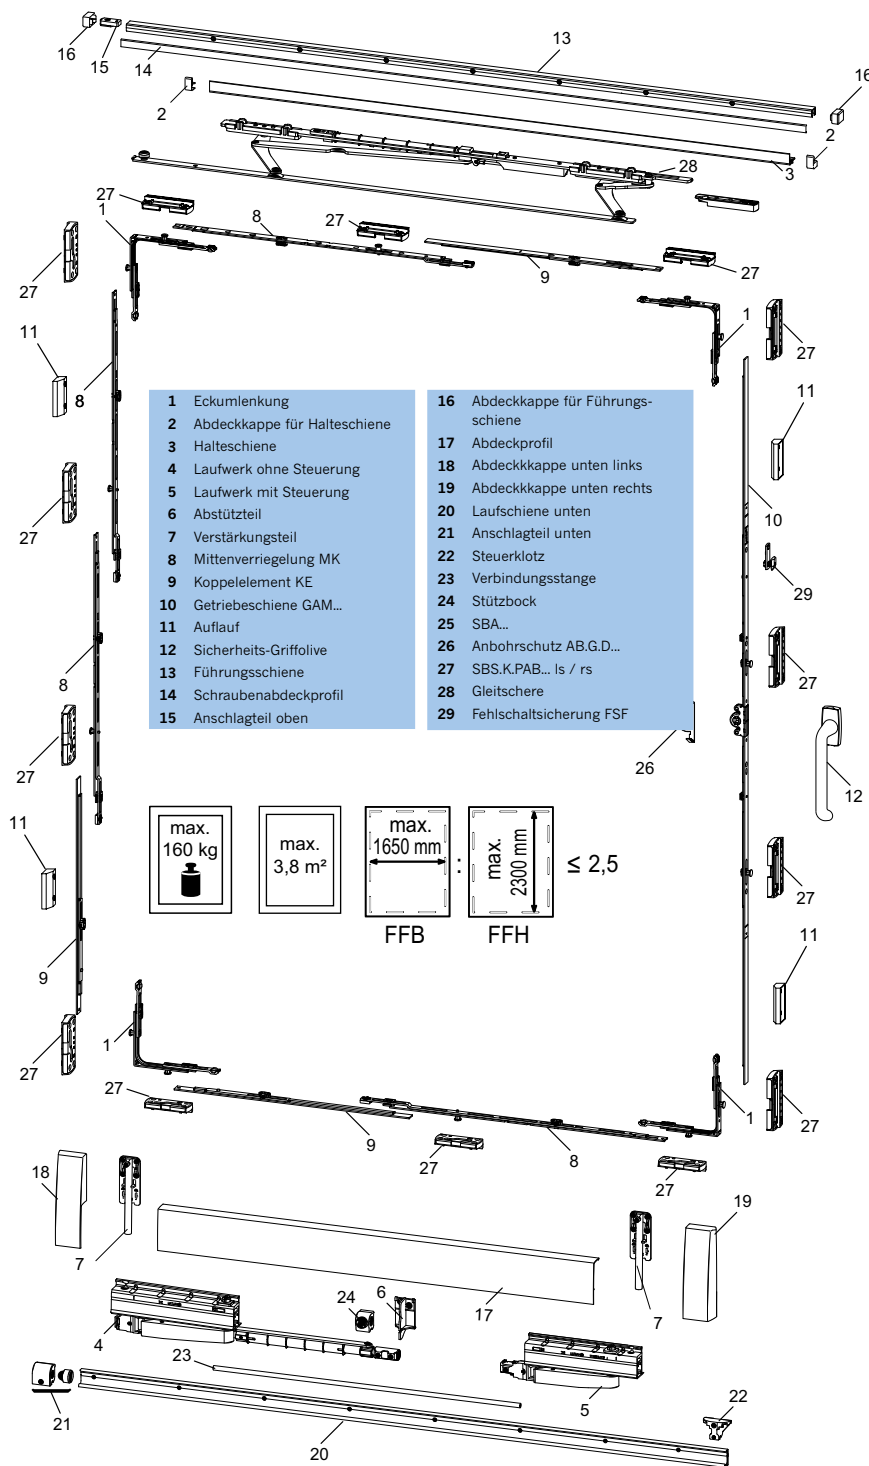 13
16
15
14
16
2
2
3
28
27
1
8
27
9
27
27
1
27
11
8
11
27
10
29
8
27
27
26
12
11
27
9
11
27
1
27
9
27
8
27
1
27
1 Eckumlenkung
2 Abdeckkappe für Halteschiene
3 Halteschiene
4 Laufwerk ohne Steuerung
5 Laufwerk mit Steuerung
6 Abstützteil
7 Verstärkungsteil
8 Mittenverriegelung MK
9 Koppelelement KE
10 Getriebeschiene GAM...
11 Auflauf
12 Sicherheits-Griffolive
13 Führungsschiene
14 Schraubenabdeckprofil
15 Anschlagteil oben
16 Abdeckkappe für Führungs-
schiene
17 Abdeckprofil
18 Abdeckkkappe unten links
19 Abdeckkkappe unten rechts
20 Laufschiene unten
21 Anschlagteil unten
22 Steuerklotz
23 Verbindungsstange
24 Stützbock
25 SBA...
26 Anbohrschutz AB.G.D...
27 SBS.K.PAB... ls / rs
28 Gleitschere
29 Fehlschaltsicherung FSF
max.
160 kg
max.
3,8 m²
max.
1650 mm
FFB
:
max.
2300 mm
FFH
≤ 2,5
18
7
19
17
7
4
24
6
23
5
21
20
22